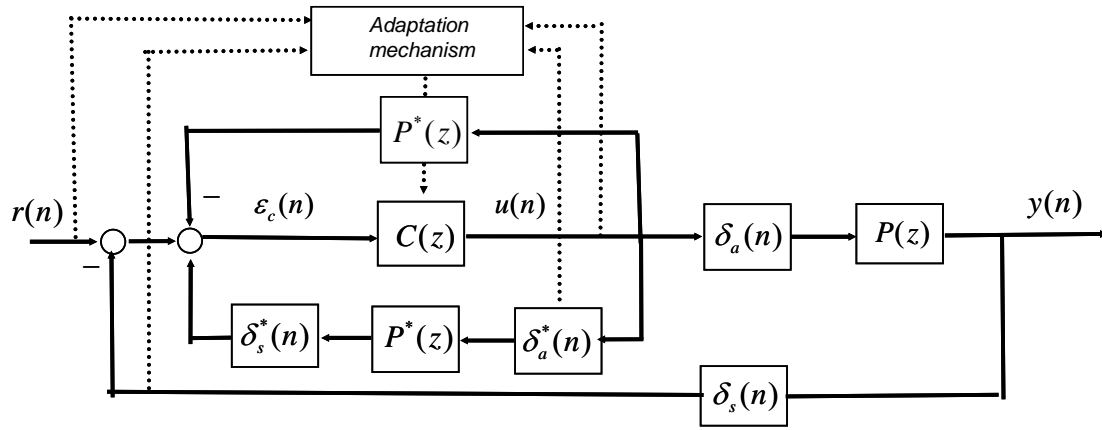 Adaptation
mechanism
P*(z)
r(n)
−
ε_c(n)
C(z)
u(n)
δ_a(n)
P(z)
y(n)
−
δ_s*(n)
P*(z)
δ_a*(n)
δ_s(n)